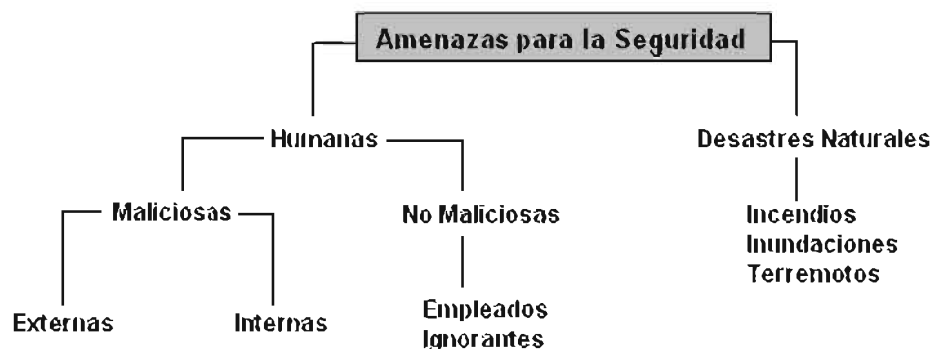 Amenazas para la Seguridad
Humanas
Desastres Naturales
Maliciosas
No Maliciosas
Incendios
Inundaciones
Terremotos
Externas
Internas
Empleados
Ignorantes